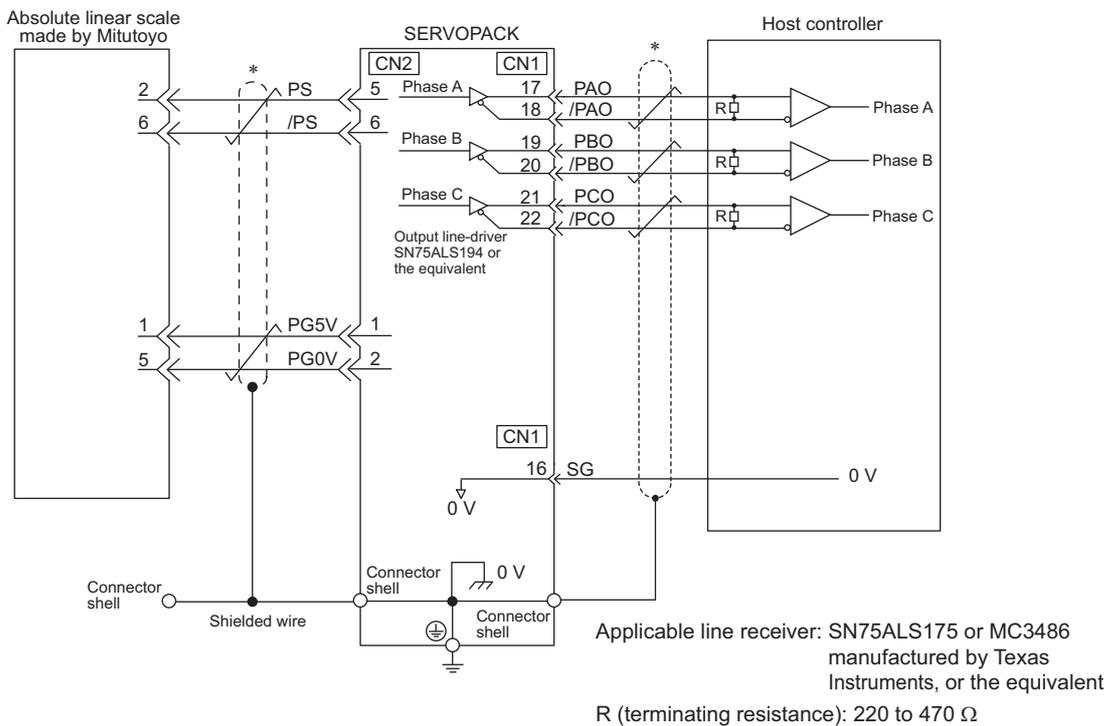 Absolute linear scale
made by Mitutoyo
SERVOPACK
Host controller
CN2
CN1
*
*
2
PS
5
6
/PS
6
Phase A
17
PAO
18
/PAO
R
Phase A
Phase B
19
PBO
20
/PBO
R
Phase B
Phase C
21
PCO
22
/PCO
R
Phase C
Output line-driver
SN75ALS194 or
the equivalent
1
PG5V
1
5
PG0V
2
CN1
16
SG
0 V
0 V
Connector
shell
Shielded wire
Connector
shell
0 V
Connector
shell
Applicable line receiver: SN75ALS175 or MC3486
manufactured by Texas
Instruments, or the equivalent
R (terminating resistance): 220 to 470 Ω